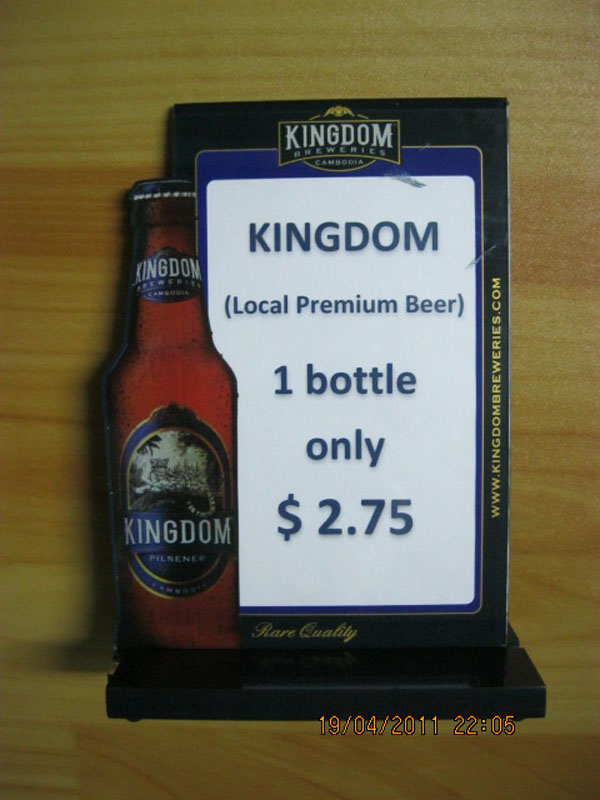 KINGDOM
BREWERIES
CAMBODIA
KINGDOM
(Local Premium Beer)
1 bottle
only
$ 2.75
WWW.KINGDOMBREWERIES.COM
KINGDOM
BREWERIES
CAMBODIA
KINGDOM
PILSENER
CAMBODIA
Rare Quality
19/04/2011 22:05